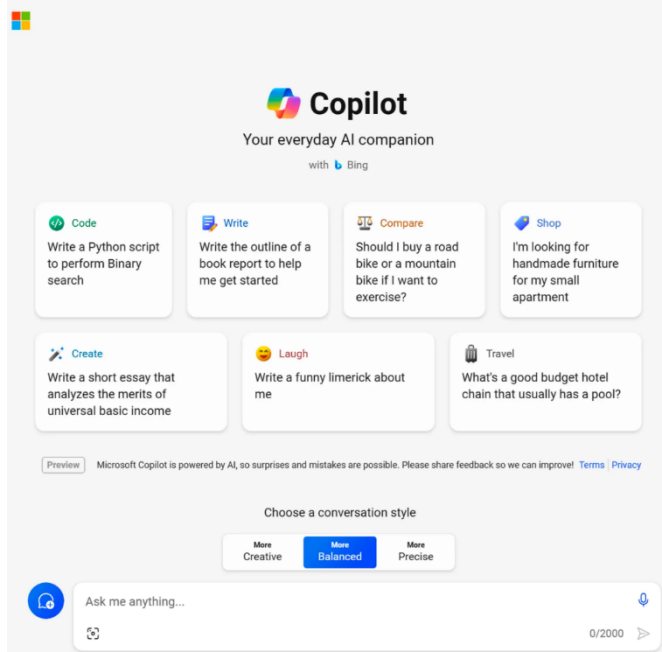 Copilot
Your everyday AI companion
with Bing
Code
Write a Python script
to perform Binary
search
Write
Write the outline of a
book report to help
me get started
Compare
Should I buy a road
bike or a mountain
bike if I want to
exercise?
Shop
I'm looking for
handmade furniture
for my small
apartment
Create
Write a short essay that
analyzes the merits of
universal basic income
Laugh
Write a funny limerick about
me
Travel
What's a good budget hotel
chain that usually has a pool?
Preview Microsoft Copilot is powered by AI, so surprises and mistakes are possible. Please share feedback so we can improve! Terms Privacy
Choose a conversation style
More
Creative
More
Balanced
More
Precise
Ask me anything...
0/2000